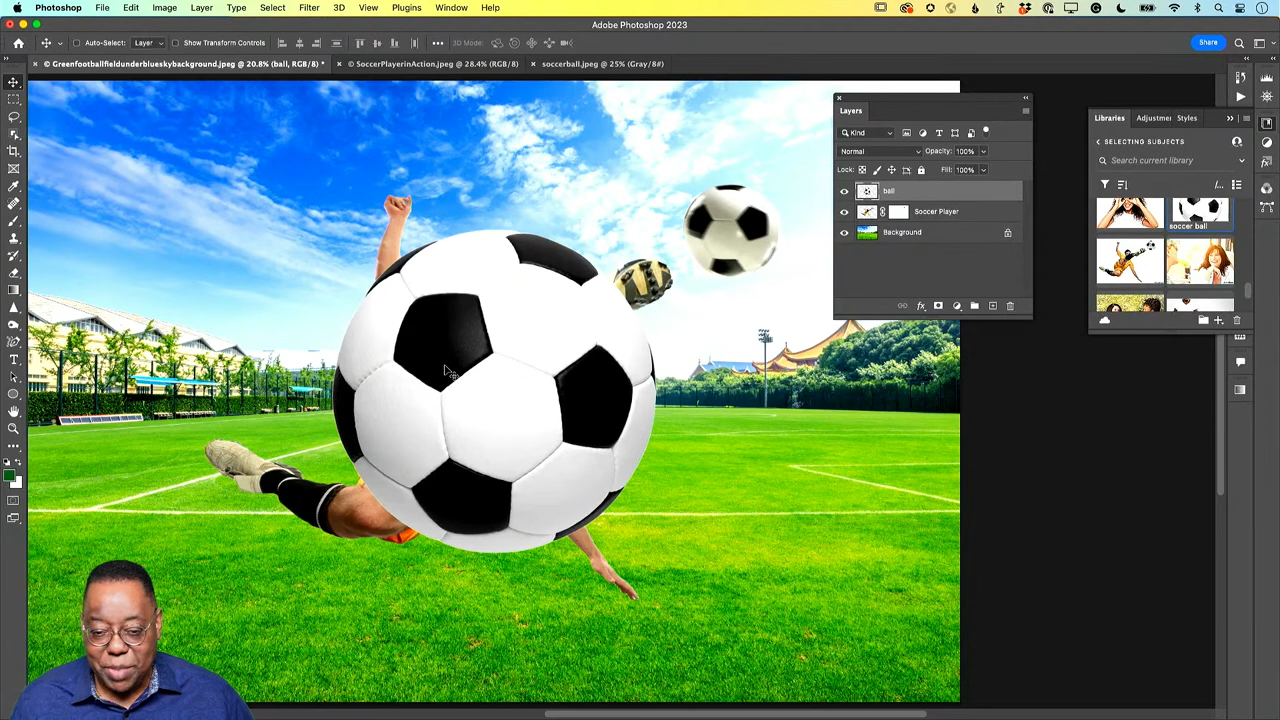 Photoshop File Edit Image Layer Type Select Filter 3D View Plugins Window Help
Adobe Photoshop 2023
Auto-Select: Layer Show Transform Controls 3D Mode: Share
Greenfootballfieldunderblueskybackground.jpeg @ 20.8% (ball, RGB/8) * © SoccerPlayerinAction.jpeg @ 28.4% (RGB/8) soccerball.jpeg @ 25% (Gray/8#)
Layers
Kind
Normal Opacity: 100%
Lock: Fill: 100%
ball
Soccer Player
Background
Libraries Adjustmen Styles
SELECTING SUBJECTS
Search current library
soccer ball